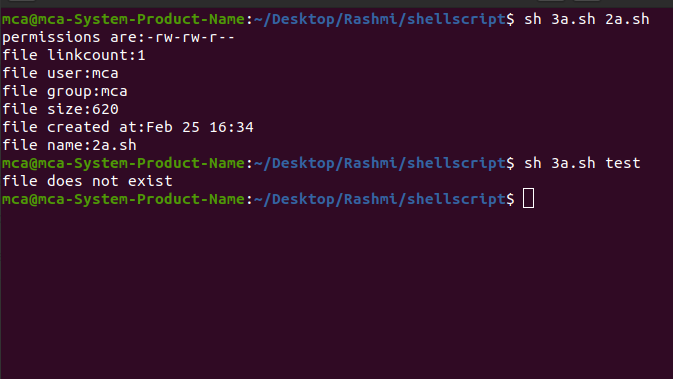 mca@mca-System-Product-Name:~/Desktop/Rashmi/shellscript$ sh 3a.sh 2a.sh
permissions are:-rw-rw-r--
file linkcount:1
file user:mca
file group:mca
file size:620
file created at:Feb 25 16:34
file name:2a.sh
mca@mca-System-Product-Name:~/Desktop/Rashmi/shellscript$ sh 3a.sh test
file does not exist
mca@mca-System-Product-Name:~/Desktop/Rashmi/shellscript$